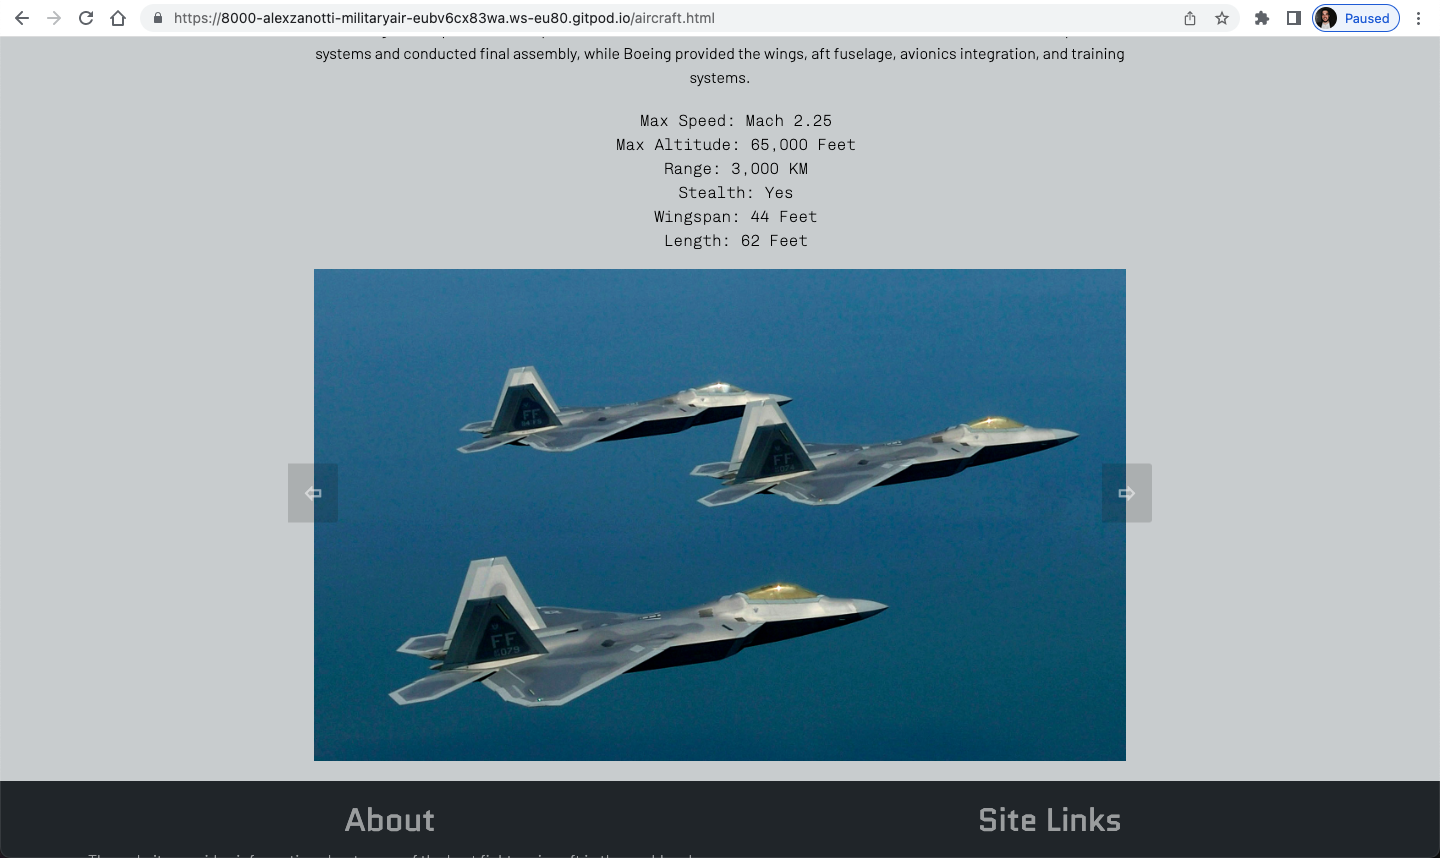 https://8000-alexzanotti-militaryair-eubv6cx83wa.ws-eu80.gitpod.io/aircraft.html
Paused
systems and conducted final assembly, while Boeing provided the wings, aft fuselage, avionics integration, and training
systems.
Max Speed: Mach 2.25
Max Altitude: 65,000 Feet
Range: 3,000 KM
Stealth: Yes
Wingspan: 44 Feet
Length: 62 Feet
FF
FF
FF
5079
About
Site Links